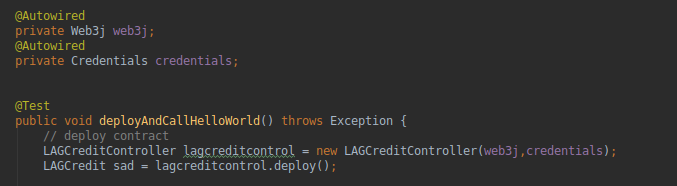 @Autowired
private Web3j web3j;
@Autowired
private Credentials credentials;
@Test
public void deployAndCallHelloWorld() throws Exception {
// deploy contract
LAGCreditController lagcreditcontrol = new LAGCreditController(web3j,credentials);
LAGCredit sad = lagcreditcontrol.deploy();